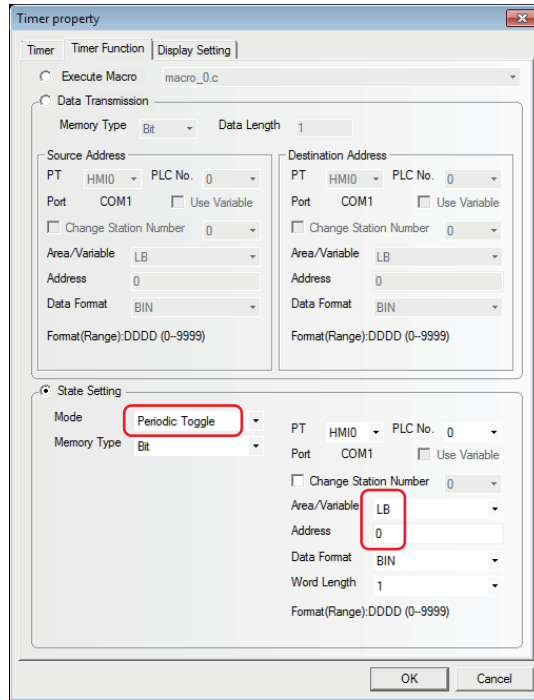 Timer property
Timer Timer Function Display Setting
Execute Macro macro_0.c
Data Transmission
Memory Type Bit Data Length 1
Source Address Destination Address
PT HMI0 PLC No. 0 PT HMI0 PLC No. 0
Port COM1 Use Variable Port COM1 Use Variable
Change Station Number 0 Change Station Number 0
Area/Variable LB Area/Variable LB
Address 0 Address 0
Data Format BIN Data Format BIN
Format(Range):DDDD (0--9999) Format(Range):DDDD (0--9999)
State Setting
Mode Periodic Toggle
Memory Type Bit
PT HMI0 PLC No. 0
Port COM1 Use Variable
Change Station Number 0
Area/Variable LB
Address 0
Data Format BIN
Word Length 1
Format(Range):DDDD (0--9999)
OK Cancel